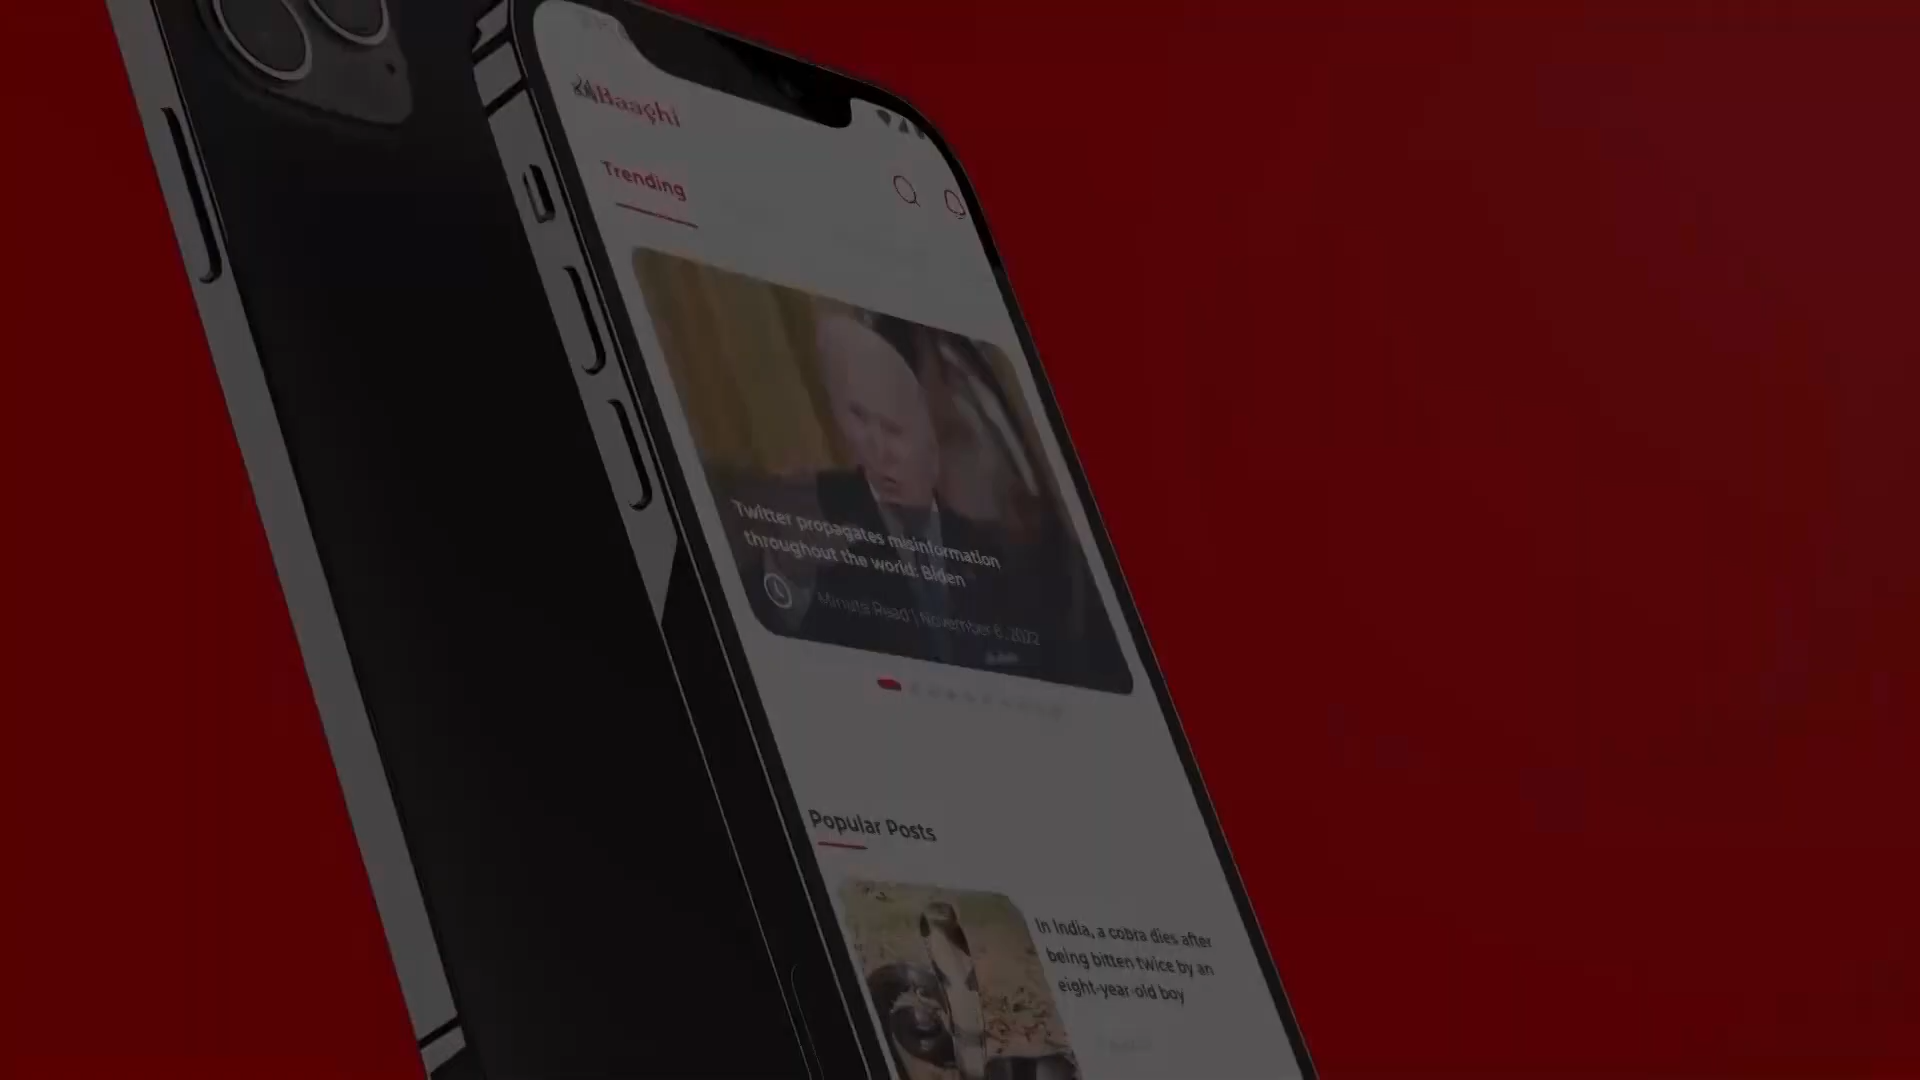 Baaghi
Trending
Twitter propagates misinformation
throughout the world: Biden
Minute Read | November 6, 2022
Popular Posts
In India, a cobra dies after
being bitten twice by an
eight-year-old boy